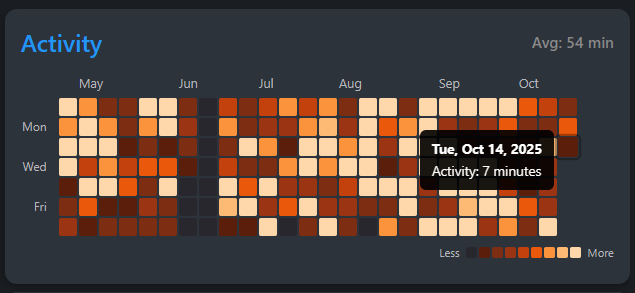 Activity
Avg: 54 min
May Jun Jul Aug Sep Oct
Mon
Tue, Oct 14, 2025
Wed
Activity: 7 minutes
Fri
Less More